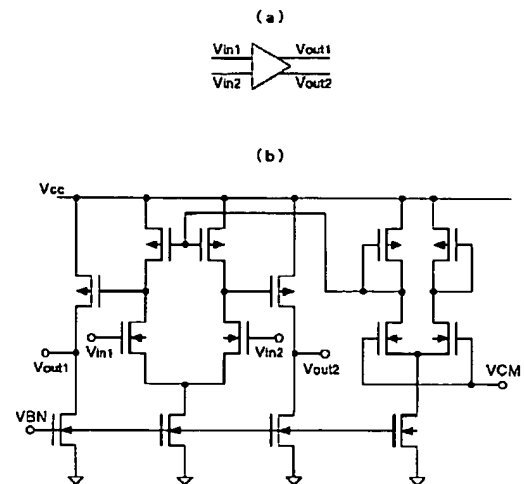 (a)
Vin1 Vout1
Vin2 Vout2
(b)
Vcc
Vin1 Vin2
Vout1 Vout2
VCM
VBN